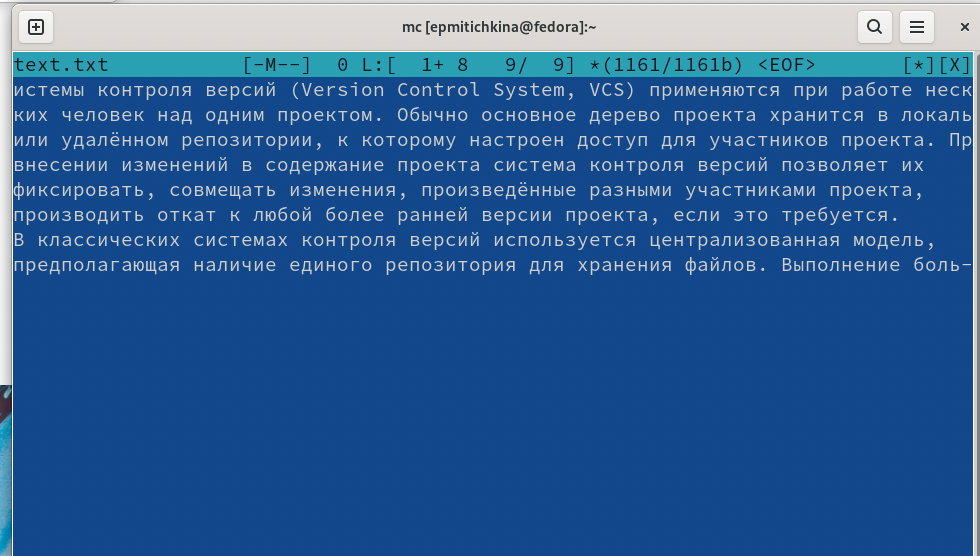 mc [epmitichkina@fedora]:~
text.txt [-M--] 0 L:[ 1+ 8 9/ 9] *(1161/1161b) <EOF> [*][X]
истемы контроля версий (Version Control System, VCS) применяются при работе неск
ких человек над одним проектом. Обычно основное дерево проекта хранится в локаль
или удалённом репозитории, к которому настроен доступ для участников проекта. Пр
внесении изменений в содержание проекта система контроля версий позволяет их
фиксировать, совмещать изменения, произведённые разными участниками проекта,
производить откат к любой более ранней версии проекта, если это требуется.
В классических системах контроля версий используется централизованная модель,
предполагающая наличие единого репозитория для хранения файлов. Выполнение боль-